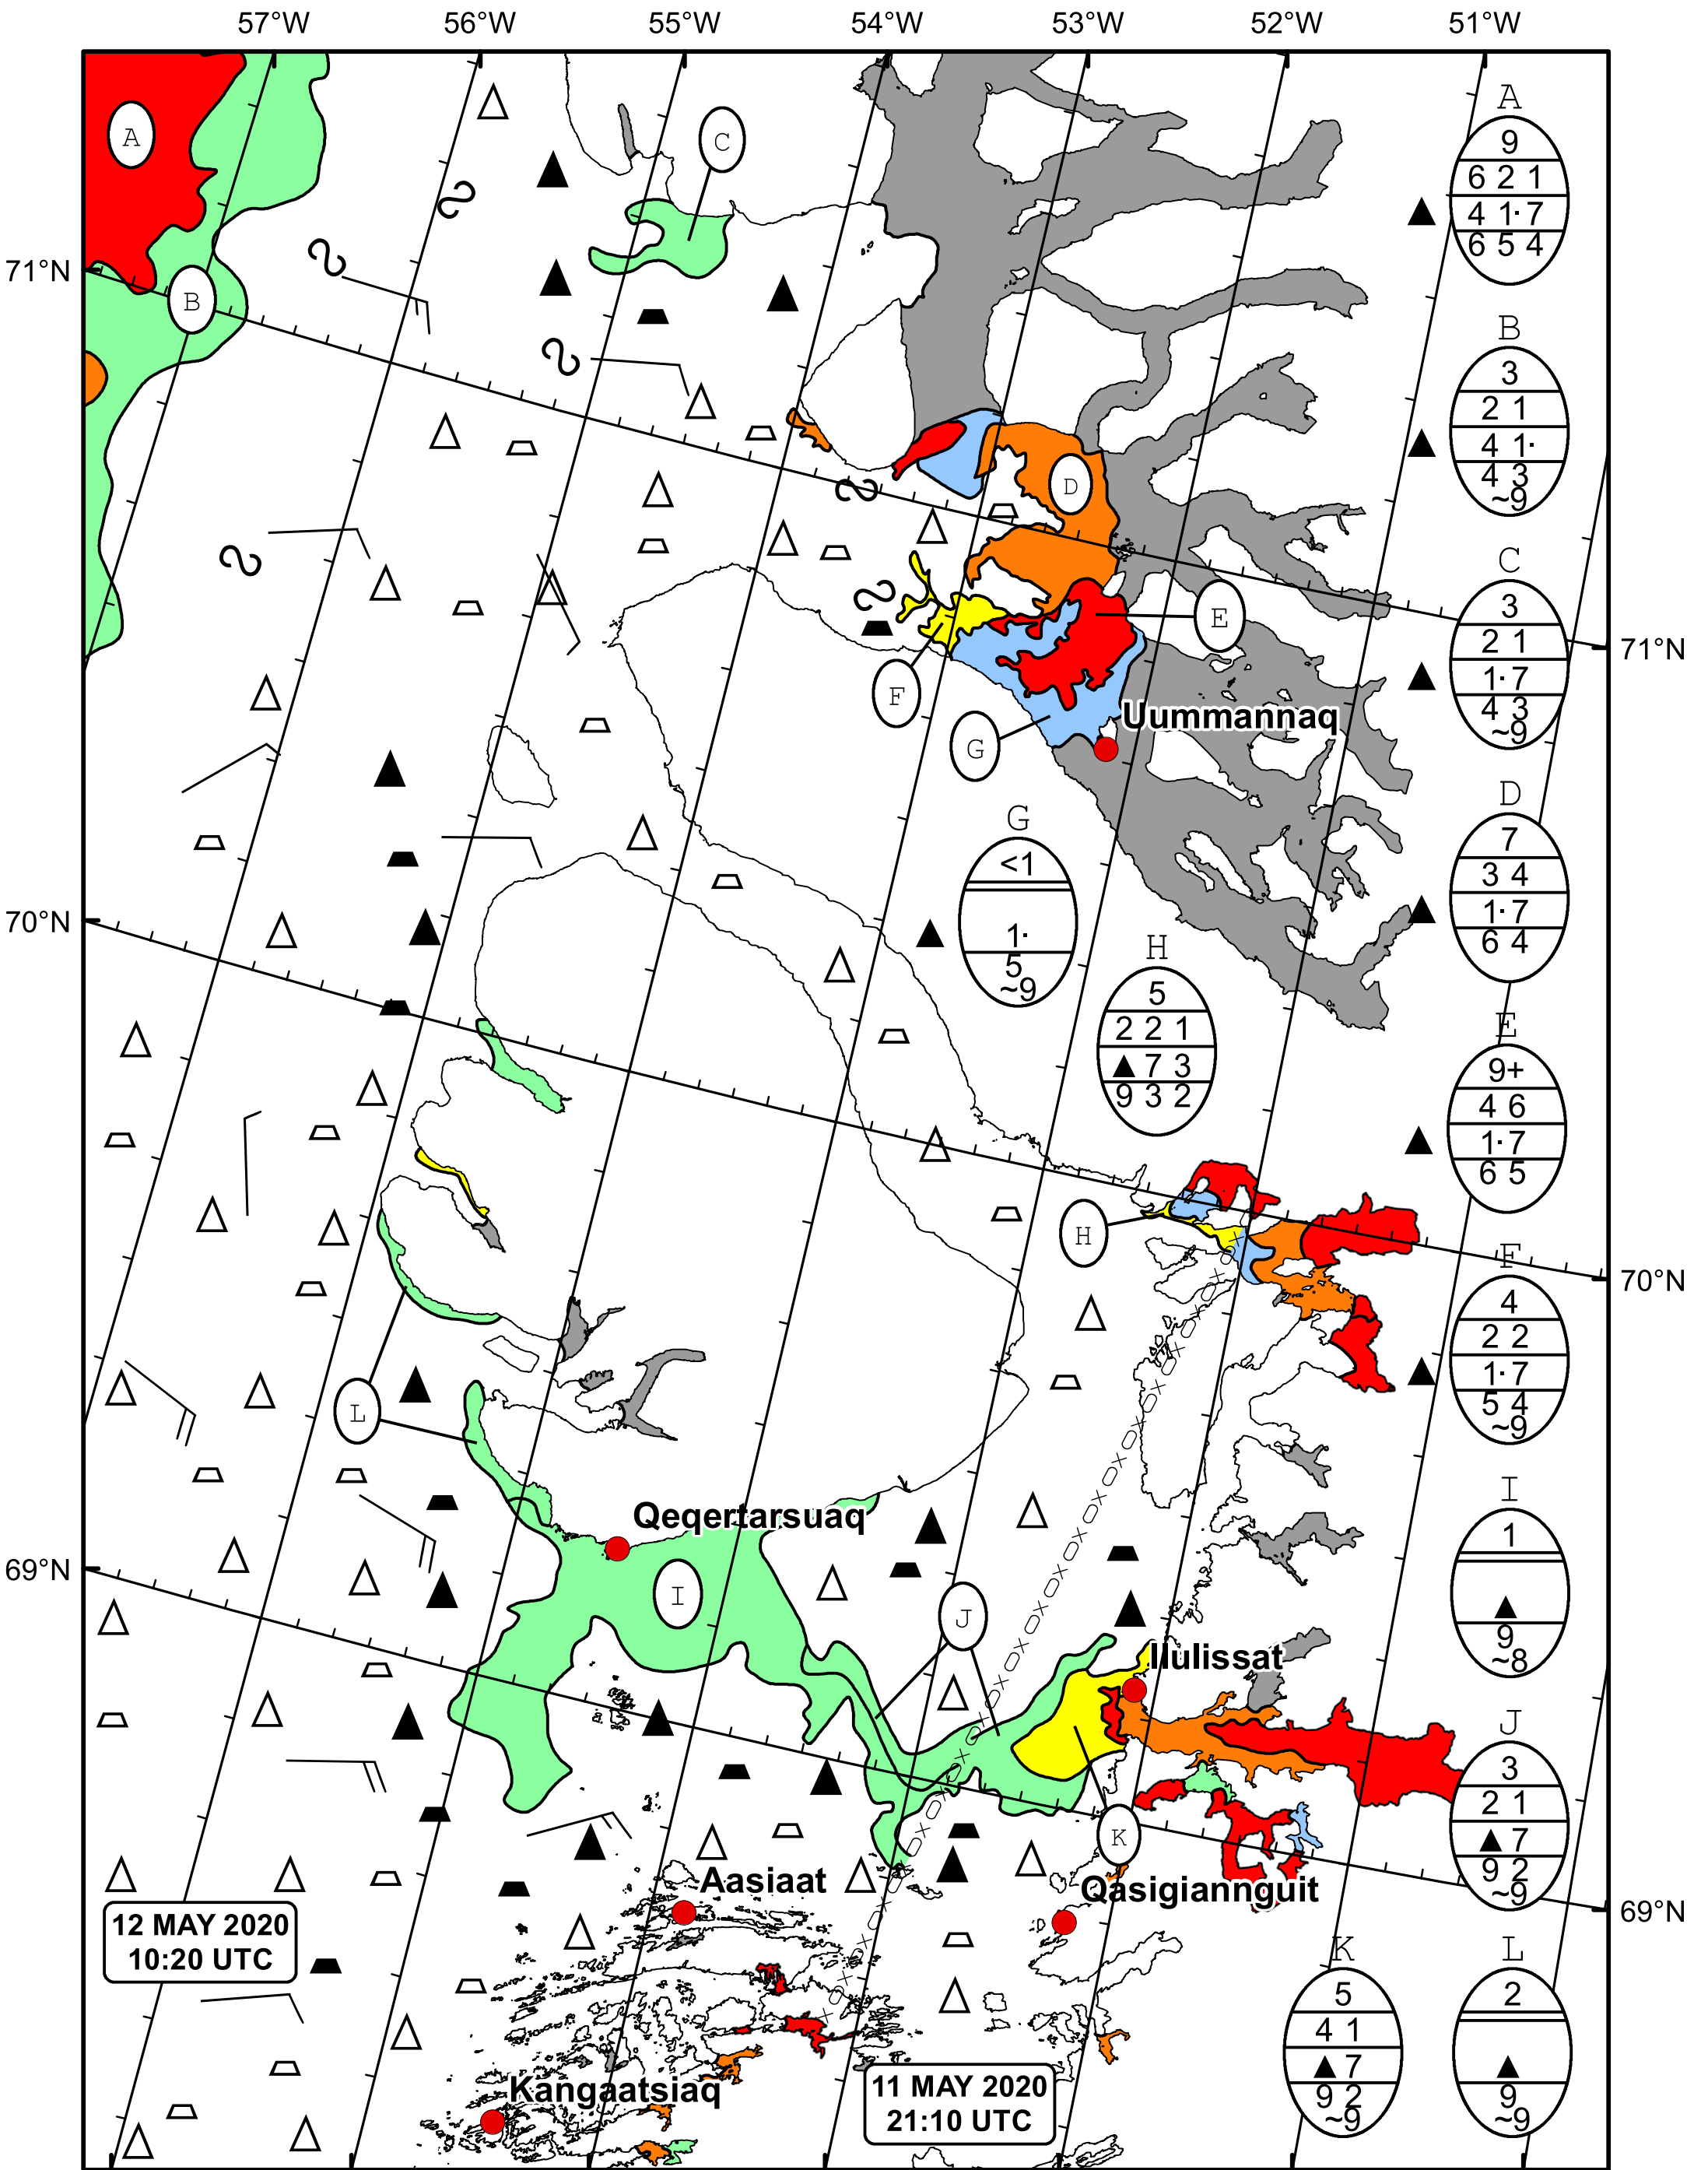 57°W 56°W 55°W 54°W 53°W 52°W 51°W
A
9
6 2 1
4 1· 7
6 5 4
A
C
71°N
B
B
3
2 1
4 1·
4 3
~9
D
C
3
2 1
1· 7
4 3
~9
71°N
E
F
G
Uummannaq
D
7
3 4
1· 7
6 4
G
<1
1·
5
~9
70°N
H
5
2 2 1
7 3
9 3 2
E
9+
4 6
1· 7
6 5
H
70°N
F
4
2 2
1· 7
5 4
~9
L
Qeqertarsuaq
I
1
9
~8
69°N
I
J
Ilulissat
J
3
2 1
7
9 2
~9
K
Aasiaat
Qasigiannguit
69°N
12 MAY 2020
10:20 UTC
K
5
4 1
7
9 2
~9
L
2
9
~9
11 MAY 2020
21:10 UTC
Kangaatsiaq